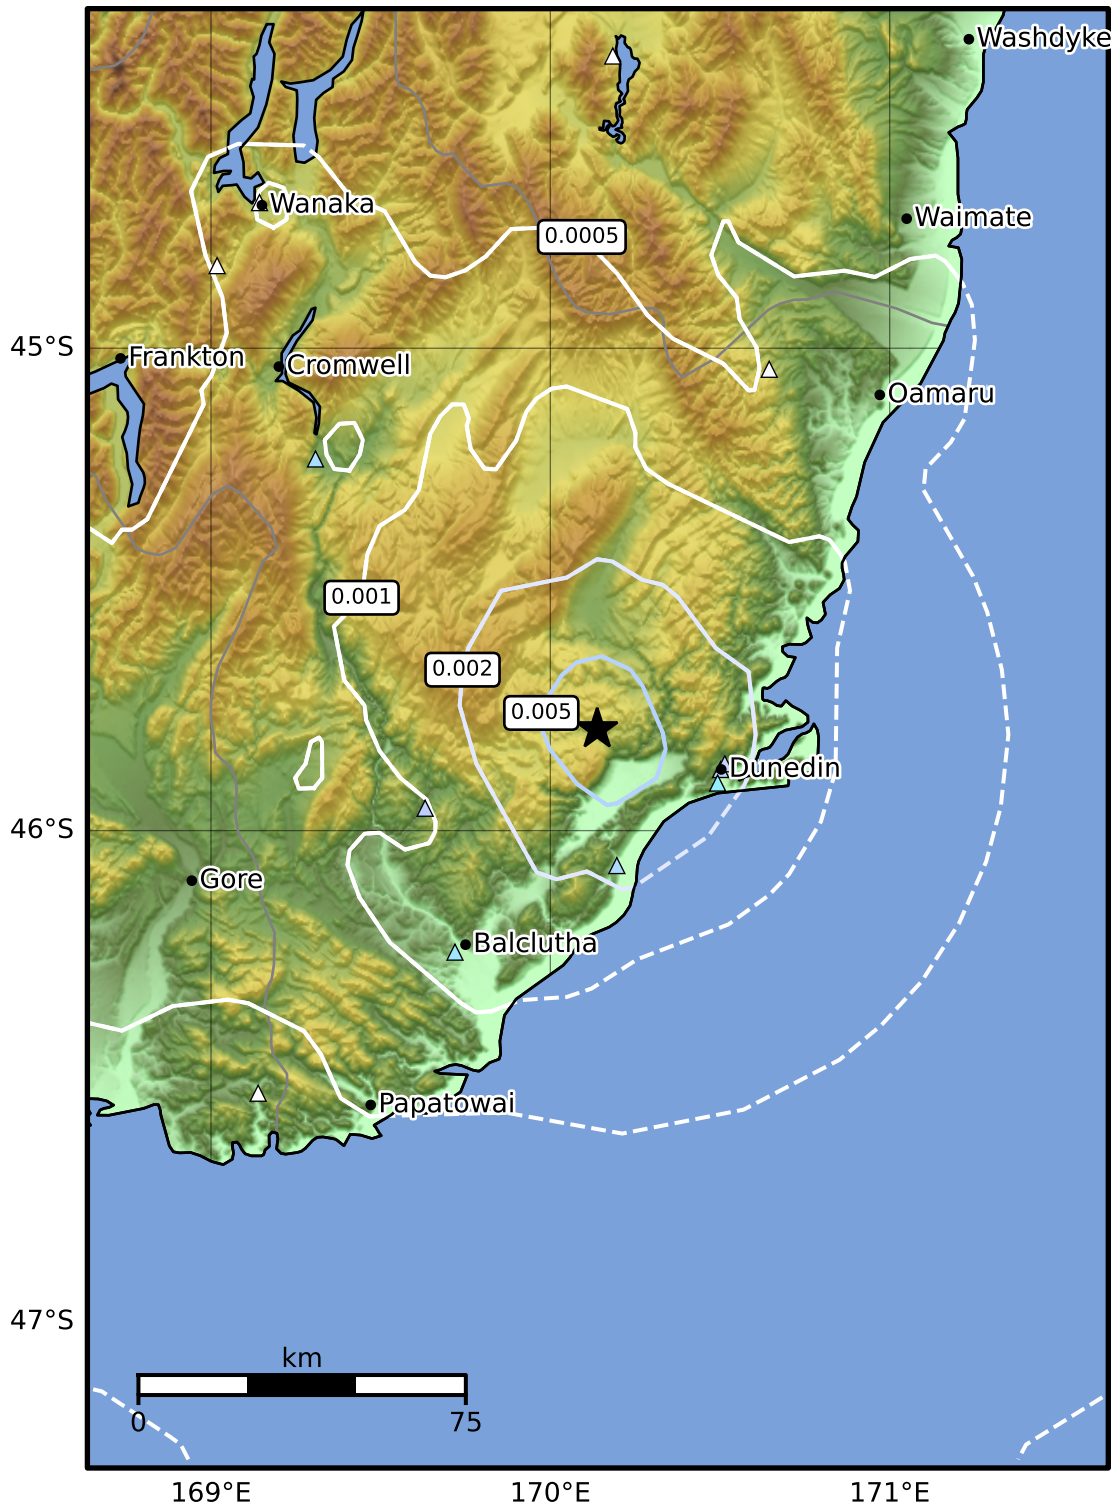 Washdyke
Wanaka
Waimate
0.0005
45°S
Frankton
Cromwell
Oamaru
0.001
0.002
0.005
Dunedin
46°S
Gore
Balclutha
Papatowai
47°S
km
0 75
169°E 170°E 171°E